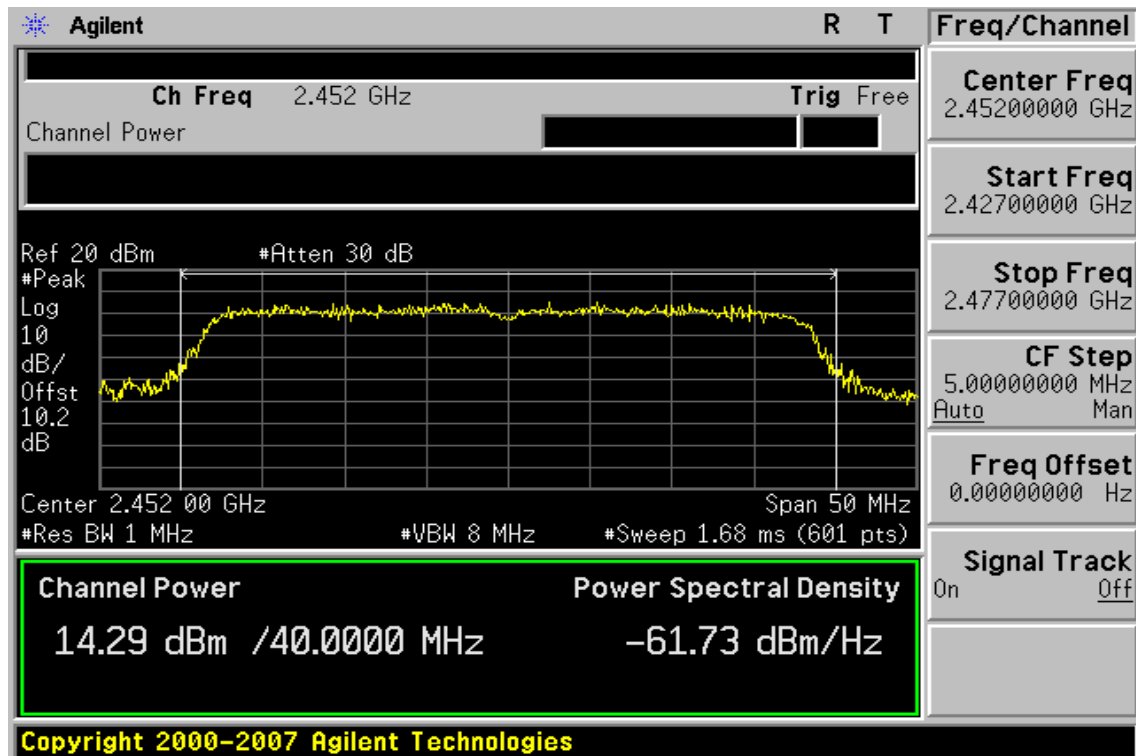 Agilent R T
Freq/Channel
Ch Freq 2.452 GHz Trig Free
Channel Power
Ref 20 dBm #Atten 30 dB
#Peak
Log
10
dB/
Offst
10.2
dB
Center 2.452 00 GHz Span 50 MHz
#Res BW 1 MHz #VBW 8 MHz #Sweep 1.68 ms (601 pts)
Channel Power Power Spectral Density
14.29 dBm /40.0000 MHz -61.73 dBm/Hz
Center Freq
2.45200000 GHz
Start Freq
2.42700000 GHz
Stop Freq
2.47700000 GHz
CF Step
5.00000000 MHz
Auto Man
Freq Offset
0.00000000 Hz
Signal Track
On Off
Copyright 2000-2007 Agilent Technologies